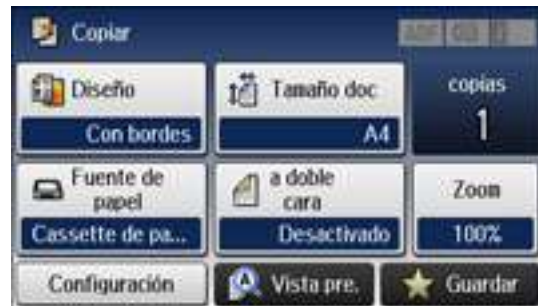 Copiar
Diseño
Con bordes
Tamaño doc
A4
copias
1
Fuente de
papel
Cassette de pa...
a doble
cara
Desactivado
Zoom
100%
Configuración
Vista pre.
Guardar